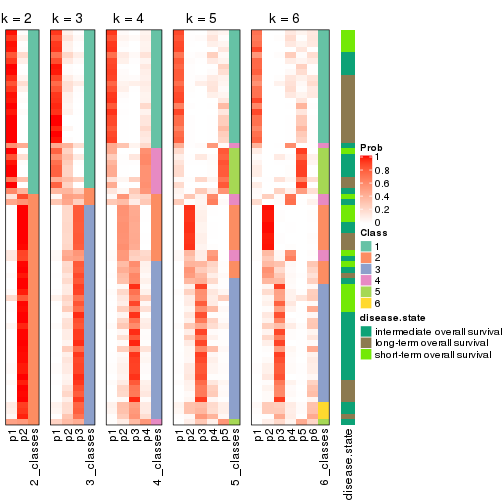 k = 2
k = 3
k = 4
k = 5
k = 6
Prob
1
0.8
0.6
0.4
0.2
0
Class
1
2
3
4
5
6
disease.state
intermediate overall survival
long-term overall survival
short-term overall survival
p1
p2
2_classes
p1
p2
p3
3_classes
p1
p2
p3
p4
4_classes
p1
p2
p3
p4
p5
5_classes
p1
p2
p3
p4
p5
p6
6_classes
disease.state